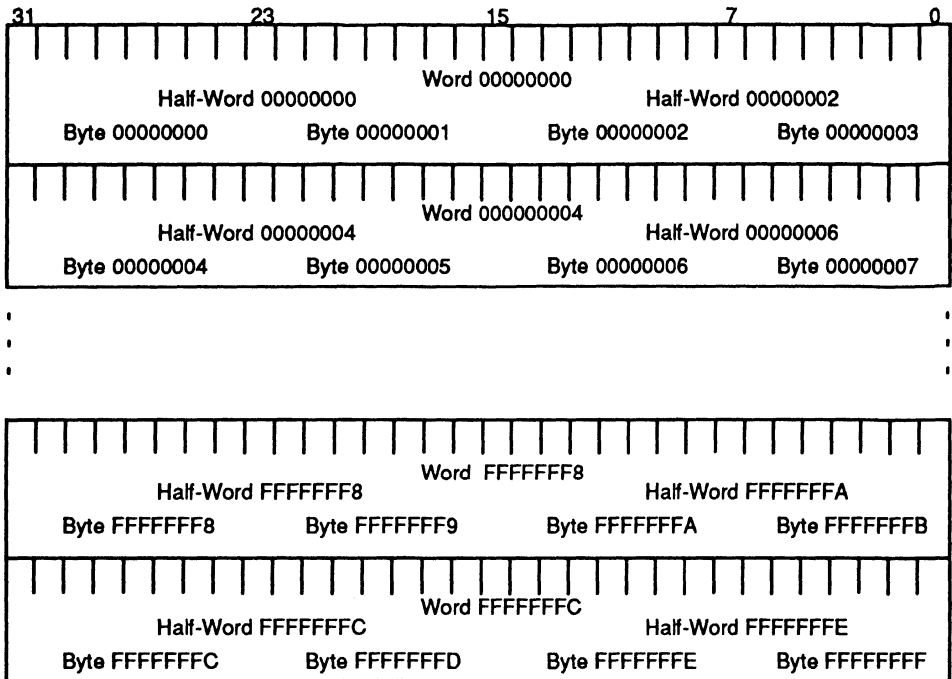 31 23 15 7 0
Word 00000000
Half-Word 00000000 Half-Word 00000002
Byte 00000000 Byte 00000001 Byte 00000002 Byte 00000003
Word 000000004
Half-Word 00000004 Half-Word 00000006
Byte 00000004 Byte 00000005 Byte 00000006 Byte 00000007
Word FFFFFFF8
Half-Word FFFFFFF8 Half-Word FFFFFFFA
Byte FFFFFFF8 Byte FFFFFFF9 Byte FFFFFFFA Byte FFFFFFFB
Word FFFFFFFC
Half-Word FFFFFFFC Half-Word FFFFFFFE
Byte FFFFFFFC Byte FFFFFFFD Byte FFFFFFFE Byte FFFFFFFF